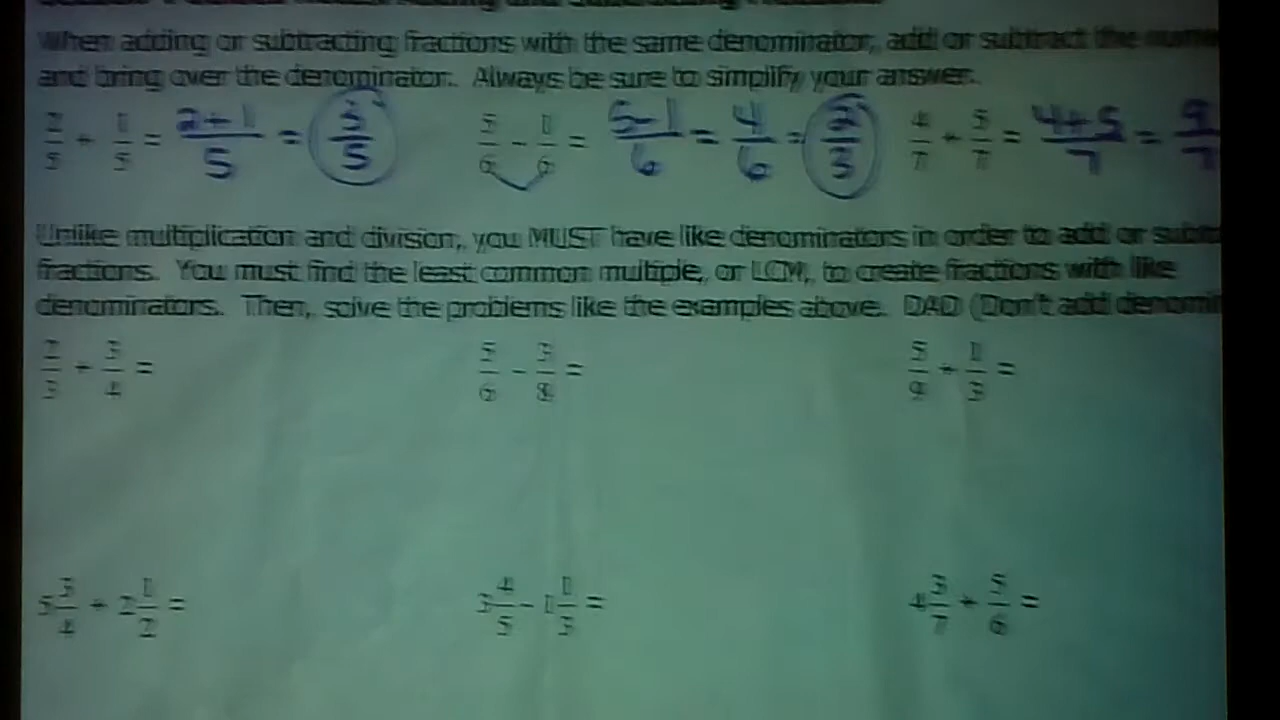 When adding or subtracting fractions with the same denominator, add or subtract the
and bring over the denominator. Always be sure to simplify your answer.
2/5 + 1/5 = 2+1/5 = 3/5 5/6 - 1/6 = 5-1/6 = 4/6 = 2/3 4/7 + 5/7 = 4+5/7 = 9/7
Unlike multiplication and division, you MUST have like denominators in order to add or
fractions. You must find the least common multiple, or LCM, to create fractions with like
denominators. Then, solve the problems like the examples above. DAD (Don't add
2/3 + 3/4 = 5/6 - 3/8 = 5/9 + 1/3 =
5 3/4 + 2 1/2 = 3 4/5 - 1 1/3 = 4 3/7 + 5/6 =